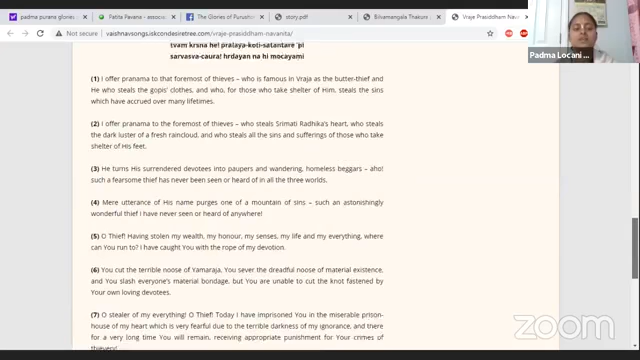 padma purana glories
Patita Pavana - associa
The Glories of Purusho
story.pdf
Bilvamangala Thakura
Vraje-Prasiddham-Navan
Not secure
vaishnavsongs.iskcondesiretree.com/vraje-prasiddham-navanita/
Padma Locani
(tvam krsna he! pralaya-koti-satantare 'pi
sarvasva-caura! hrdayan na hi mocayami
(1) I offer pranama to that foremost of thieves – who is famous in Vraja as the butter-thief and
He who steals the gopis' clothes, and who, for those who take shelter of Him, steals the sins
which have accrued over many lifetimes.
(2) I offer pranama to the foremost of thieves – who steals Srimati Radhika's heart, who steals
the dark luster of a fresh raincloud, and who steals all the sins and sufferings of those who take
shelter of His feet.
(3) He turns His surrendered devotees into paupers and wandering, homeless beggars – aho!
such a fearsome thief has never been seen or heard of in all the three worlds.
(4) Mere utterance of His name purges one of a mountain of sins – such an astonishingly
wonderful thief I have never seen or heard of anywhere!
(5) O Thief! Having stolen my wealth, my honour, my senses, my life and my everything, where
can You run to? I have caught You with the rope of my devotion.
(6) You cut the terrible noose of Yamaraja, You sever the dreadful noose of material existence,
and You slash everyone's material bondage, but You are unable to cut the knot fastened by
Your own loving devotees.
(7) O stealer of my everything! O Thief! Today I have imprisoned You in the miserable prison-
house of my heart which is very fearful due to the terrible darkness of my ignorance, and there
for a very long time You will remain, receiving appropriate punishment for Your crimes of
thievery!
zoom